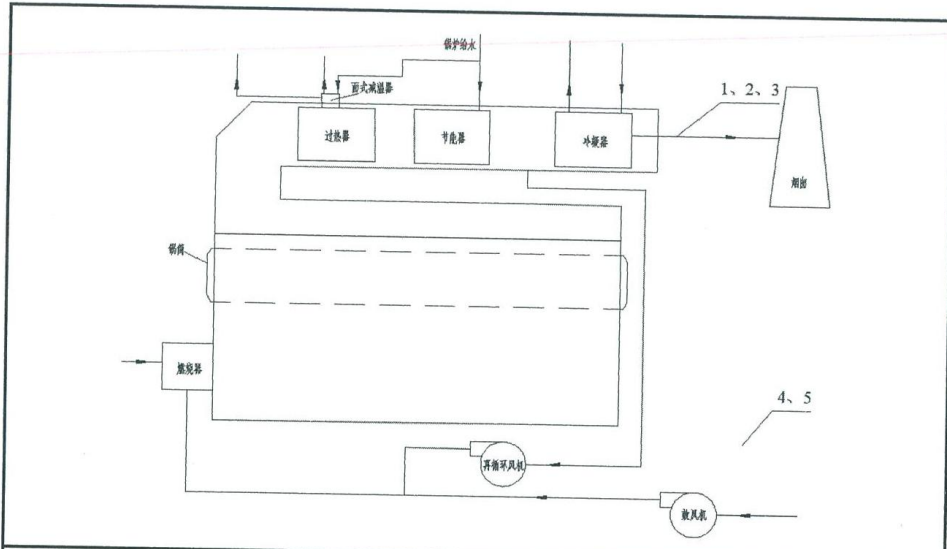 锅炉给水
面式减温器
1、2、3
过热器
节能器
冷凝器
烟囱
锅筒
燃烧器
4、5
再循环风机
鼓风机